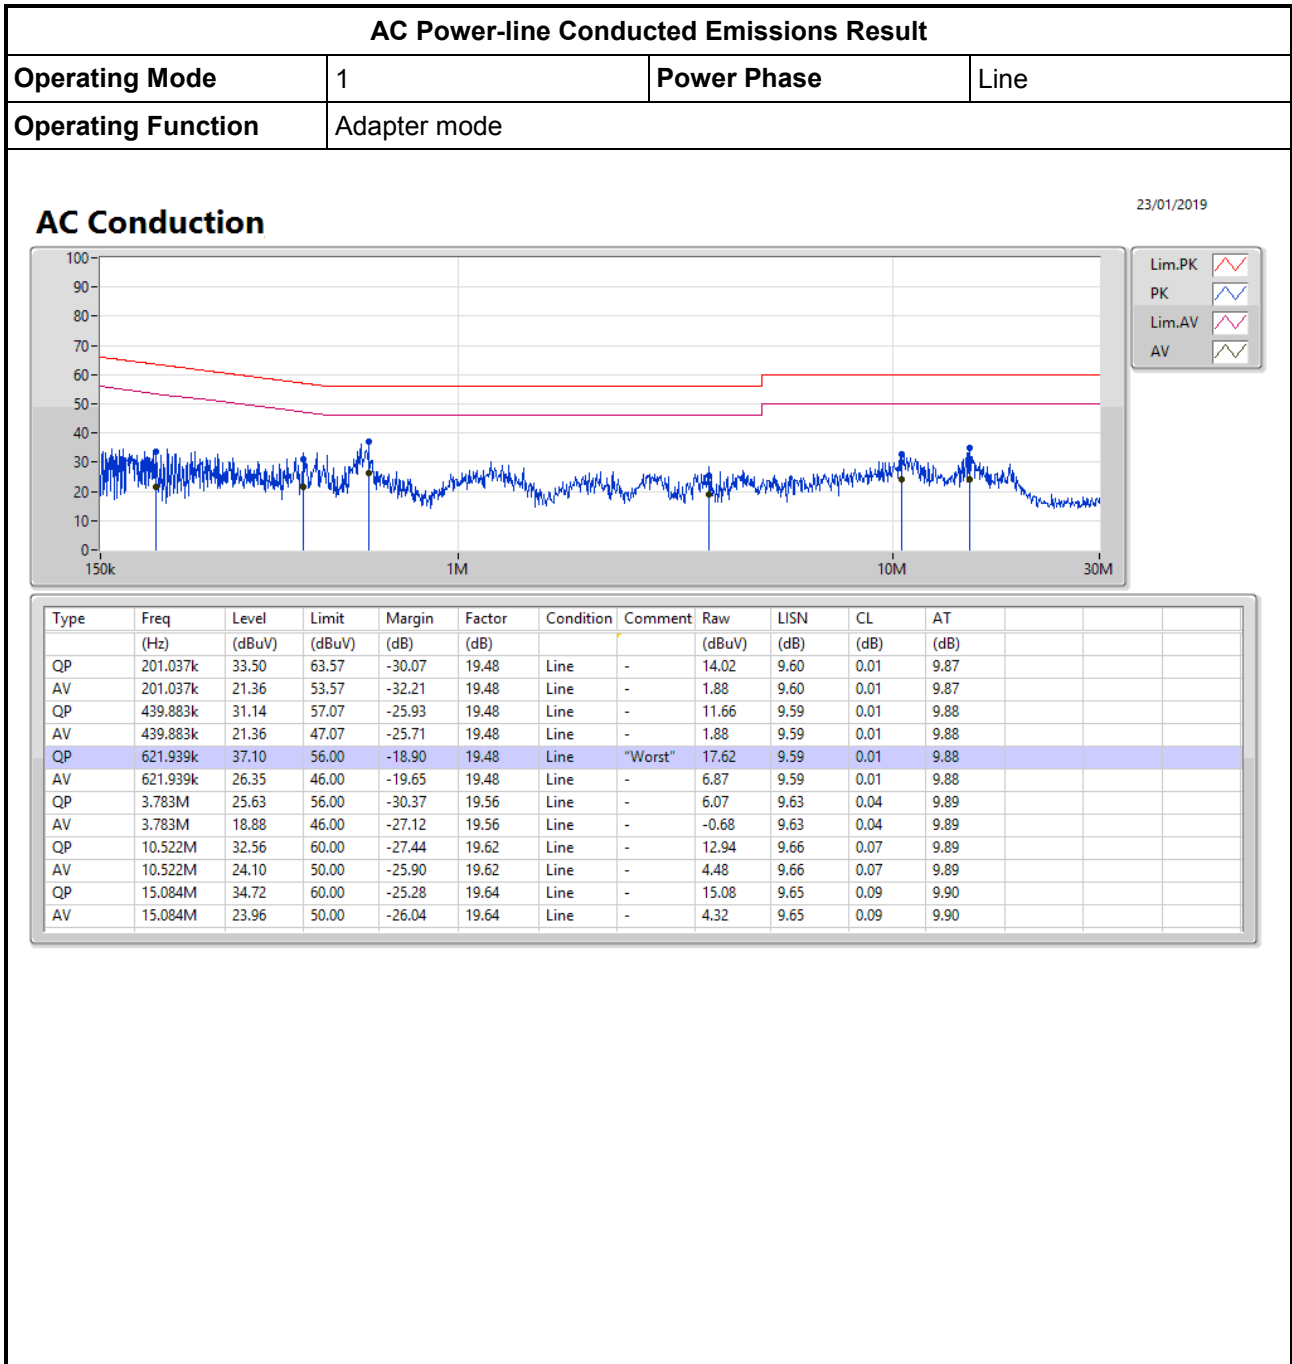 AC Power-line Conducted Emissions Result
Operating Mode 1 Power Phase Line
Operating Function Adapter mode
23/01/2019
AC Conduction
100
90
80
70
60
50
40
30
20
10
0
150k 1M 10M 30M
Lim.PK
PK
Lim.AV
AV
Type Freq Level Limit Margin Factor Condition Comment Raw LISN CL AT
(Hz) (dBuV) (dBuV) (dB) (dB) (dBuV) (dB) (dB) (dB)
QP 201.037k 33.50 63.57 -30.07 19.48 Line - 14.02 9.60 0.01 9.87
AV 201.037k 21.36 53.57 -32.21 19.48 Line - 1.88 9.60 0.01 9.87
QP 439.883k 31.14 57.07 -25.93 19.48 Line - 11.66 9.59 0.01 9.88
AV 439.883k 21.36 47.07 -25.71 19.48 Line - 1.88 9.59 0.01 9.88
QP 621.939k 37.10 56.00 -18.90 19.48 Line "Worst" 17.62 9.59 0.01 9.88
AV 621.939k 26.35 46.00 -19.65 19.48 Line - 6.87 9.59 0.01 9.88
QP 3.783M 25.63 56.00 -30.37 19.56 Line - 6.07 9.63 0.04 9.89
AV 3.783M 18.88 46.00 -27.12 19.56 Line - -0.68 9.63 0.04 9.89
QP 10.522M 32.56 60.00 -27.44 19.62 Line - 12.94 9.66 0.07 9.89
AV 10.522M 24.10 50.00 -25.90 19.62 Line - 4.48 9.66 0.07 9.89
QP 15.084M 34.72 60.00 -25.28 19.64 Line - 15.08 9.65 0.09 9.90
AV 15.084M 23.96 50.00 -26.04 19.64 Line - 4.32 9.65 0.09 9.90